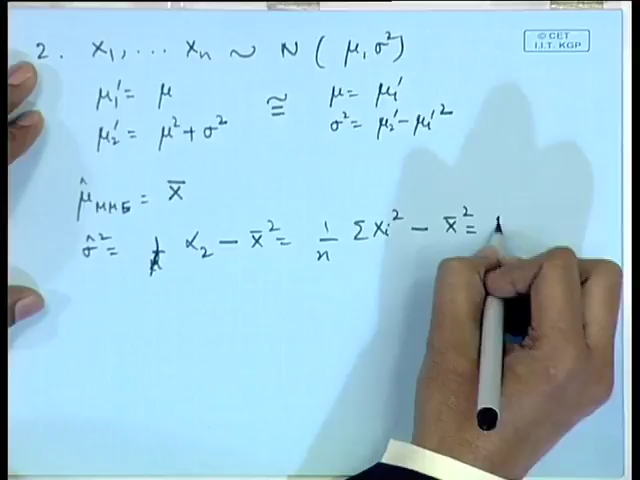 2. X₁, ... Xₙ ~ N ( μ, σ² )
© CET
I.I.T. KGP
μ₁' = μ ≅ μ = μ₁'
μ₂' = μ² + σ² σ² = μ₂' - μ₁'²
μ̂_MME = X̄
σ̂² = α₂ - X̄² = 1/n Σ Xᵢ² - X̄² =